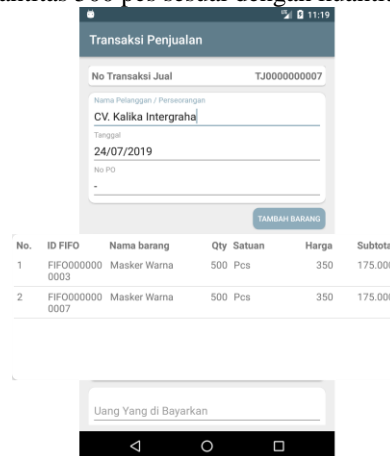 11:19
Transaksi Penjualan
No Transaksi Jual TJ0000000007
Nama Pelanggan / Perseorangan
CV. Kalika Intergraha
Tanggal
24/07/2019
No PO
-
TAMBAH BARANG
No. ID FIFO Nama barang Qty Satuan Harga Subtota
1 FIFO000000 Masker Warna 500 Pcs 350 175.000
0003
2 FIFO000000 Masker Warna 500 Pcs 350 175.000
0007
Uang Yang di Bayarkan